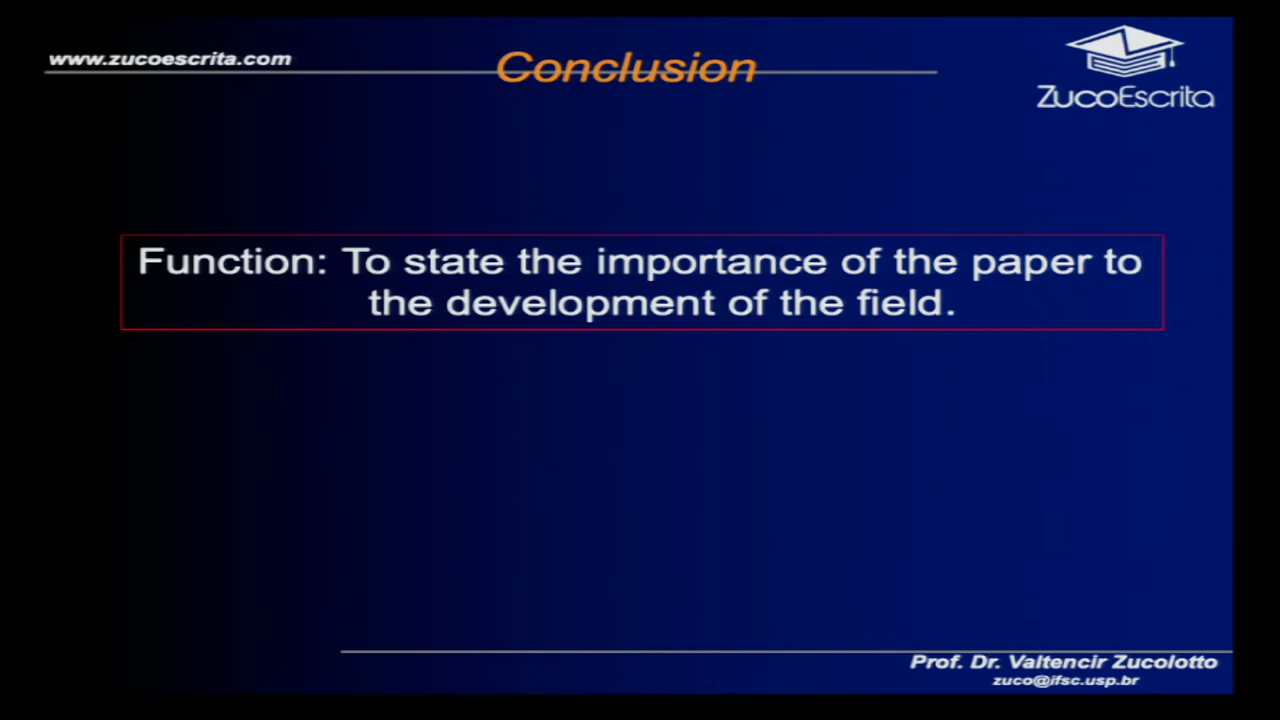 www.zucoescrita.com
Conclusion
ZucoEscrita
Function: To state the importance of the paper to
the development of the field.
Prof. Dr. Valtencir Zucolotto
zuco@ifsc.usp.br